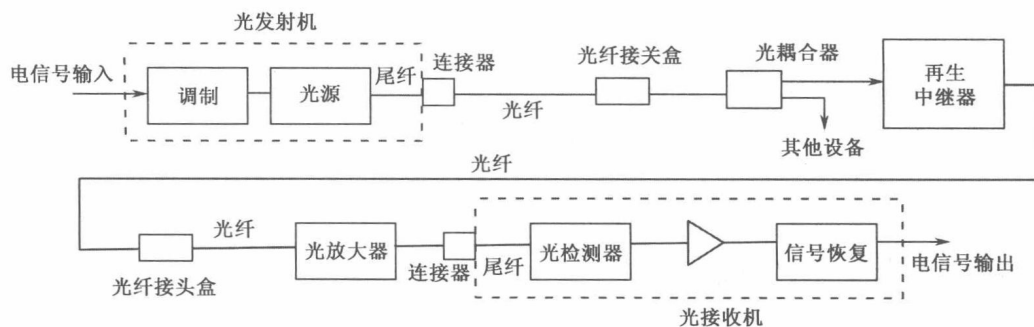 光发射机
电信号输入
调制
光源
尾纤
连接器
光纤
光纤接关盒
光耦合器
其他设备
再生
中继器
光纤
光纤接头盒
光纤
光放大器
连接器
尾纤
光检测器
信号恢复
电信号输出
光接收机